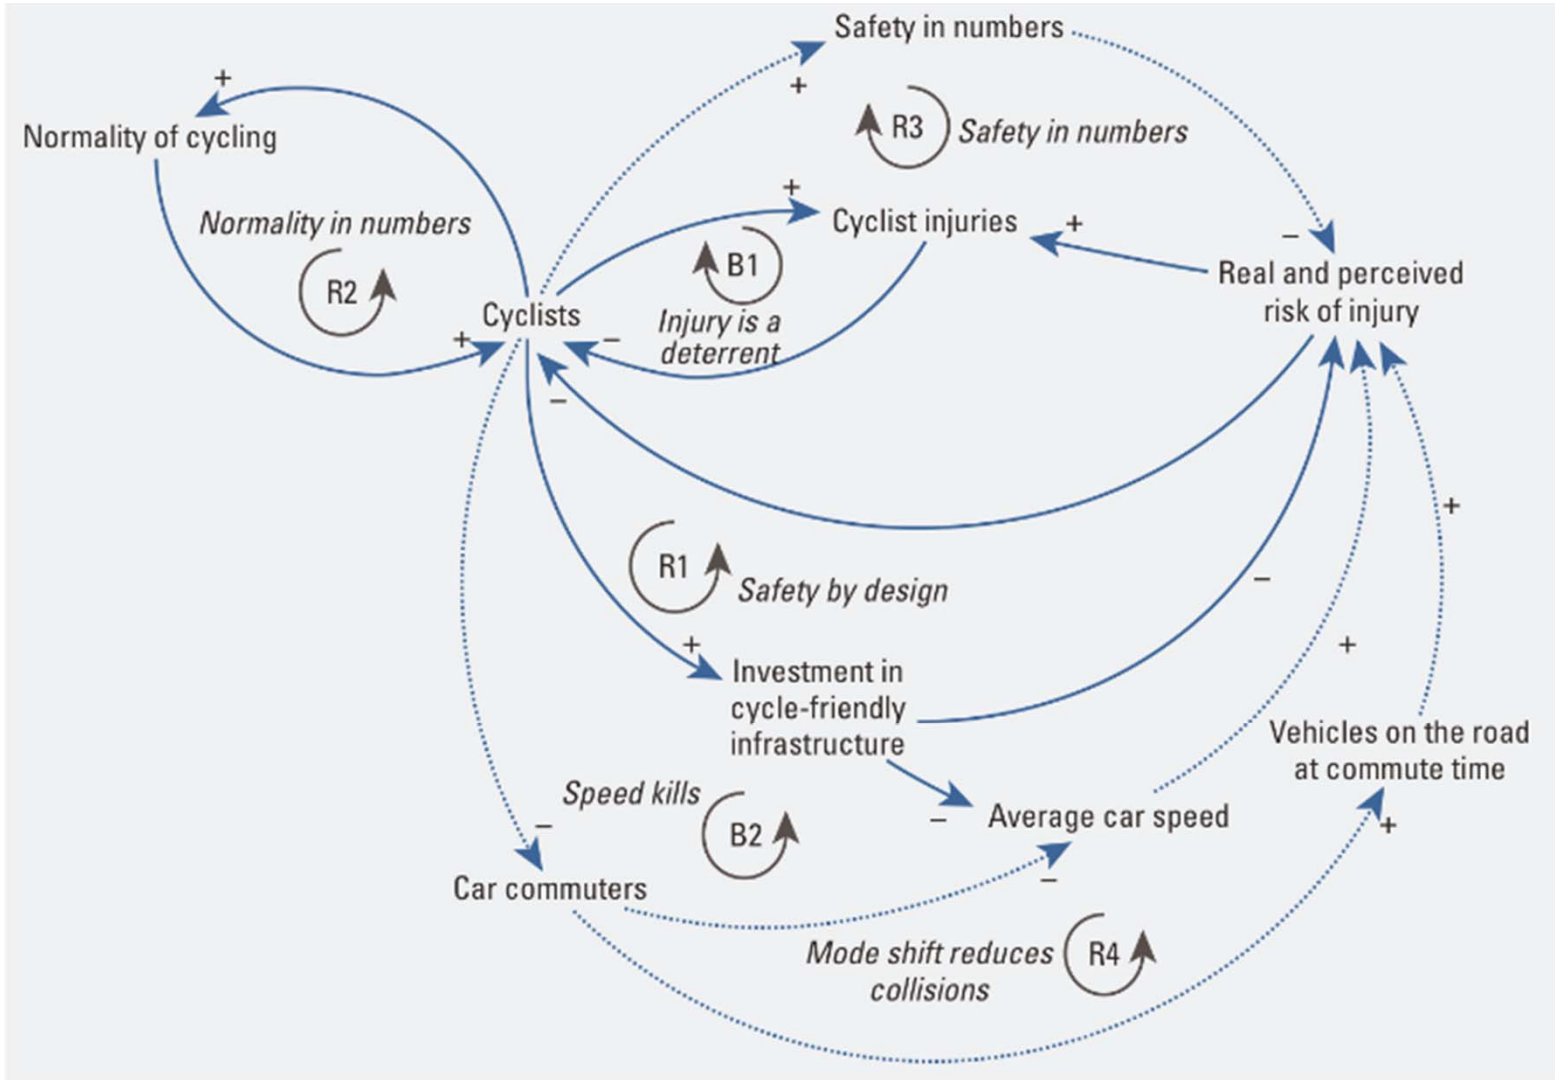 Safety in numbers
+
+
R3
Safety in numbers
Normality of cycling
+
Cyclist injuries
+
–
Normality in numbers
B1
Real and perceived
risk of injury
R2
Cyclists
Injury is a
deterrent
+
–
–
+
R1
–
Safety by design
+
+
Investment in
cycle-friendly
infrastructure
Vehicles on the road
at commute time
Speed kills
–
B2
–
Average car speed
+
Car commuters
–
Mode shift reduces
collisions
R4